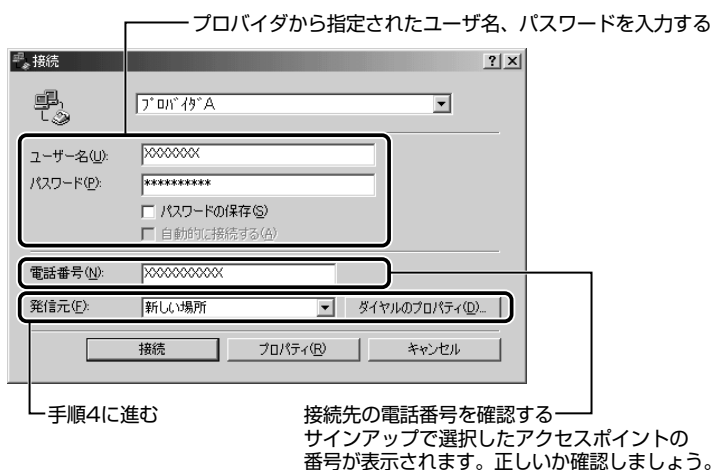 プロバイダから指定されたユーザ名、パスワードを入力する
接続
ﾌﾟﾛﾊﾞｲﾀﾞA
ユーザー名(U): XXXXXXX
パスワード(P): **********
パスワードの保存(S)
自動的に接続する(A)
電話番号(N): XXXXXXXXXX
発信元(F): 新しい場所 ダイヤルのプロパティ(D)...
接続 プロパティ(R) キャンセル
手順4に進む
接続先の電話番号を確認する
サインアップで選択したアクセスポイントの
番号が表示されます。正しいか確認しましょう。